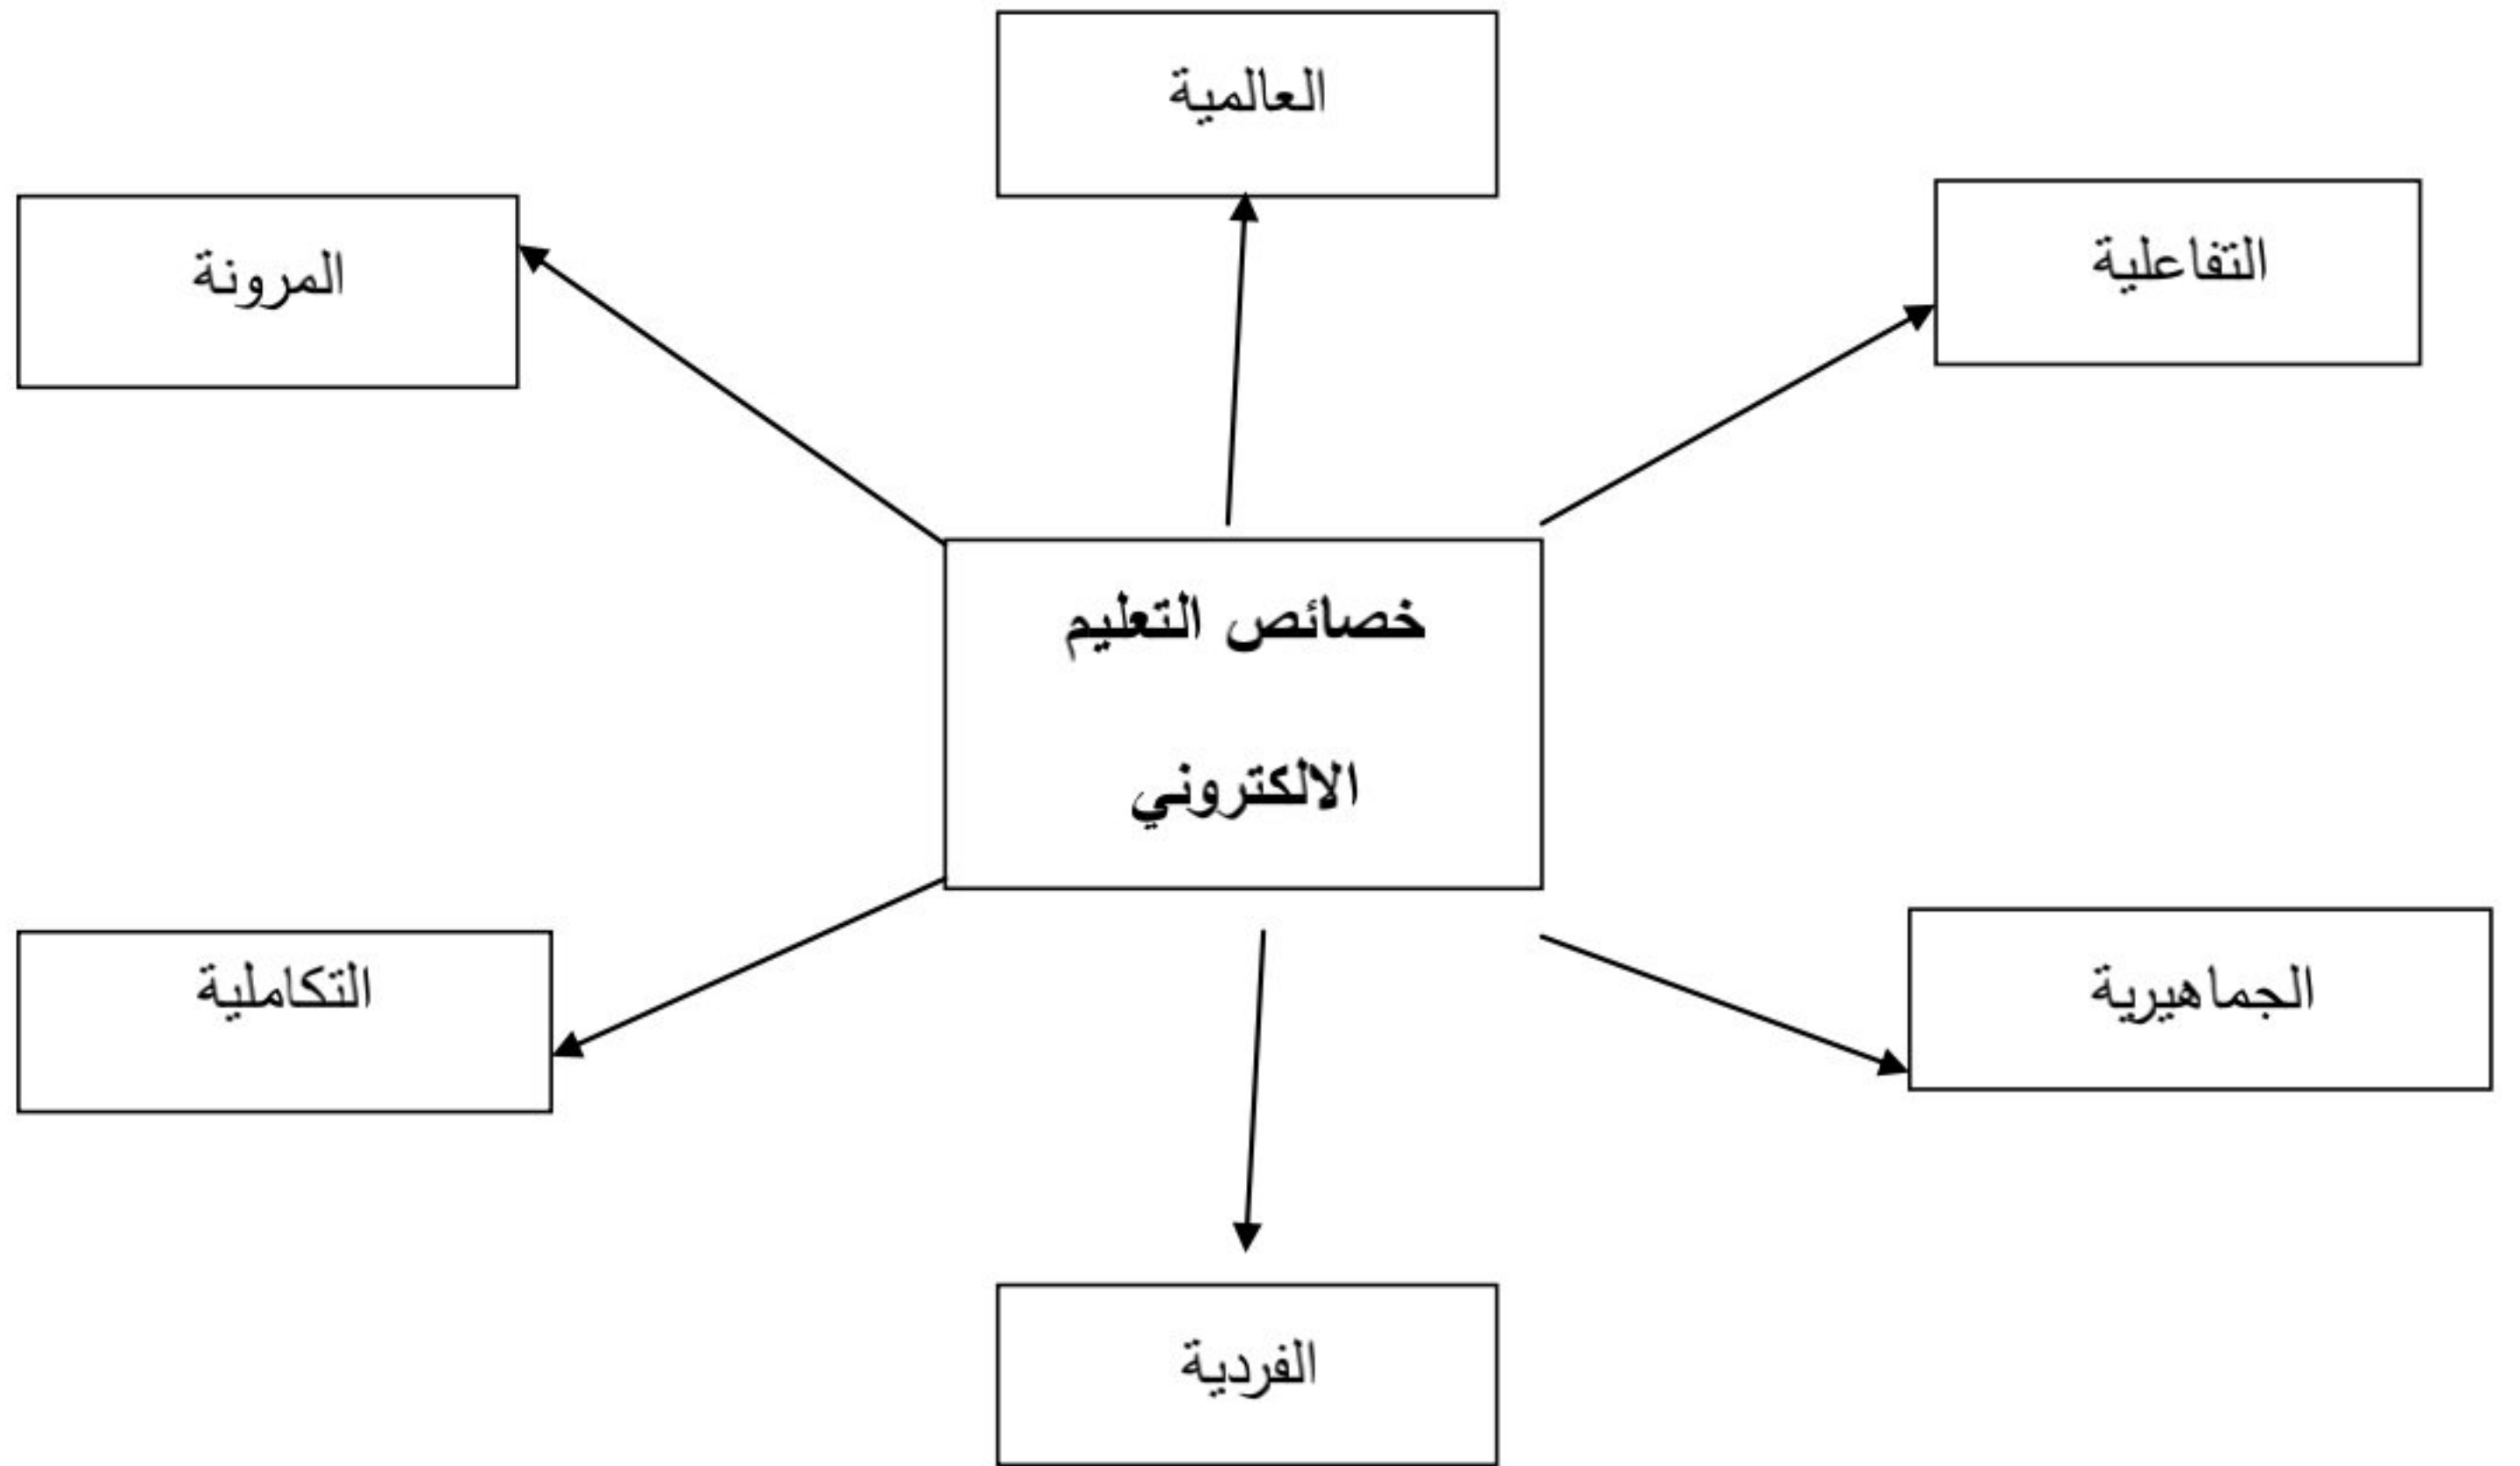 العالمية
التفاعلية
المرونة
خصائص التعليم
الالكتروني
الجماهيرية
التكاملية
الفردية